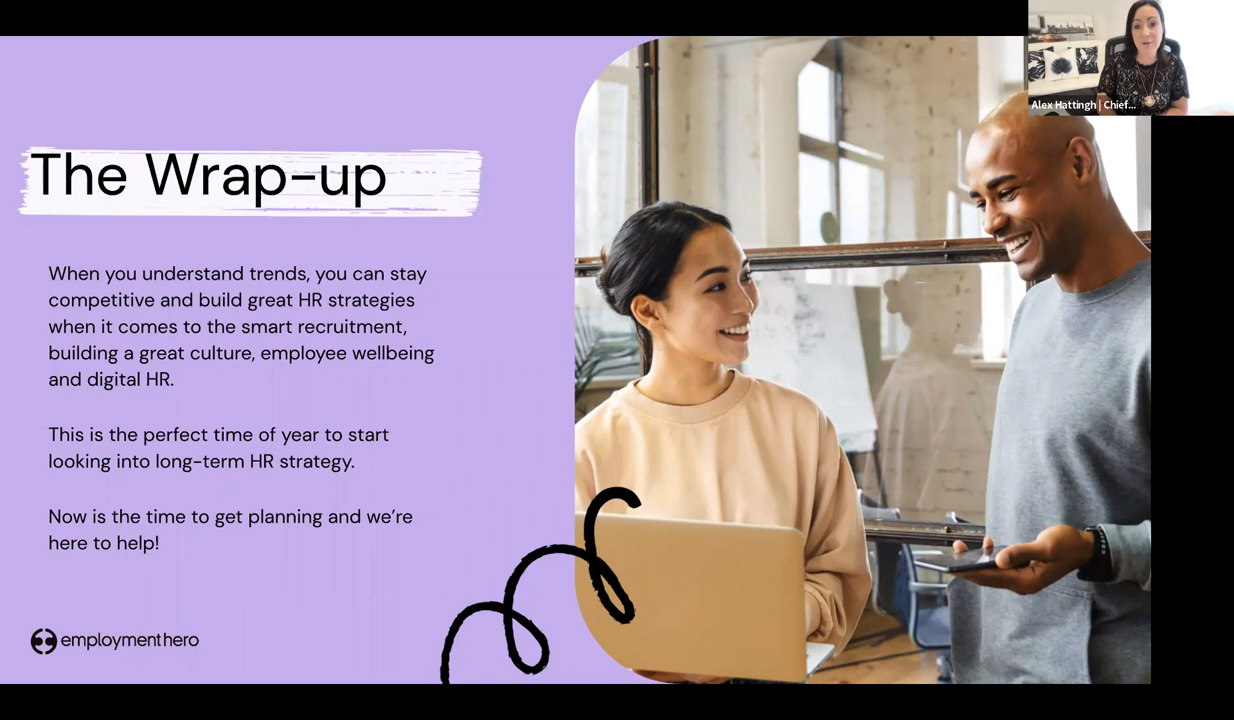 Alex Hattingh | Chief...
The Wrap-up
When you understand trends, you can stay
competitive and build great HR strategies
when it comes to the smart recruitment,
building a great culture, employee wellbeing
and digital HR.
This is the perfect time of year to start
looking into long-term HR strategy.
Now is the time to get planning and we’re
here to help!
employmenthero